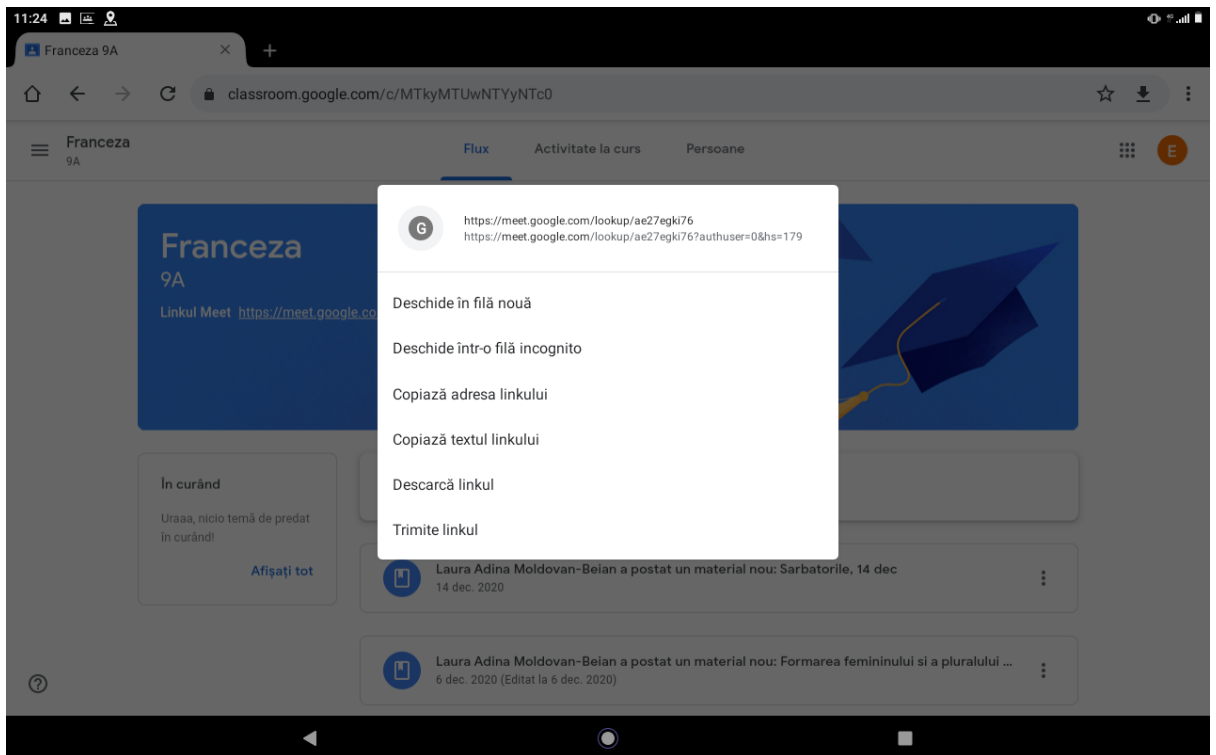 11:24
Franceza 9A
classroom.google.com/c/MTkyMTUwNTYyNTc0
Franceza
9A
Flux
Activitate la curs
Persoane
E
Franceza
9A
Linkul Meet https://meet.google.co
G
https://meet.google.com/lookup/ae27egki76
https://meet.google.com/lookup/ae27egki76?authuser=0&hs=179
Deschide în filă nouă
Deschide într-o filă incognito
Copiază adresa linkului
Copiază textul linkului
Descarcă linkul
Trimite linkul
În curând
Uraaa, nicio temă de predat
în curând!
Afișați tot
Laura Adina Moldovan-Beian a postat un material nou: Sarbatorile, 14 dec
14 dec. 2020
Laura Adina Moldovan-Beian a postat un material nou: Formarea femininului si a pluralului ...
6 dec. 2020 (Editat la 6 dec. 2020)